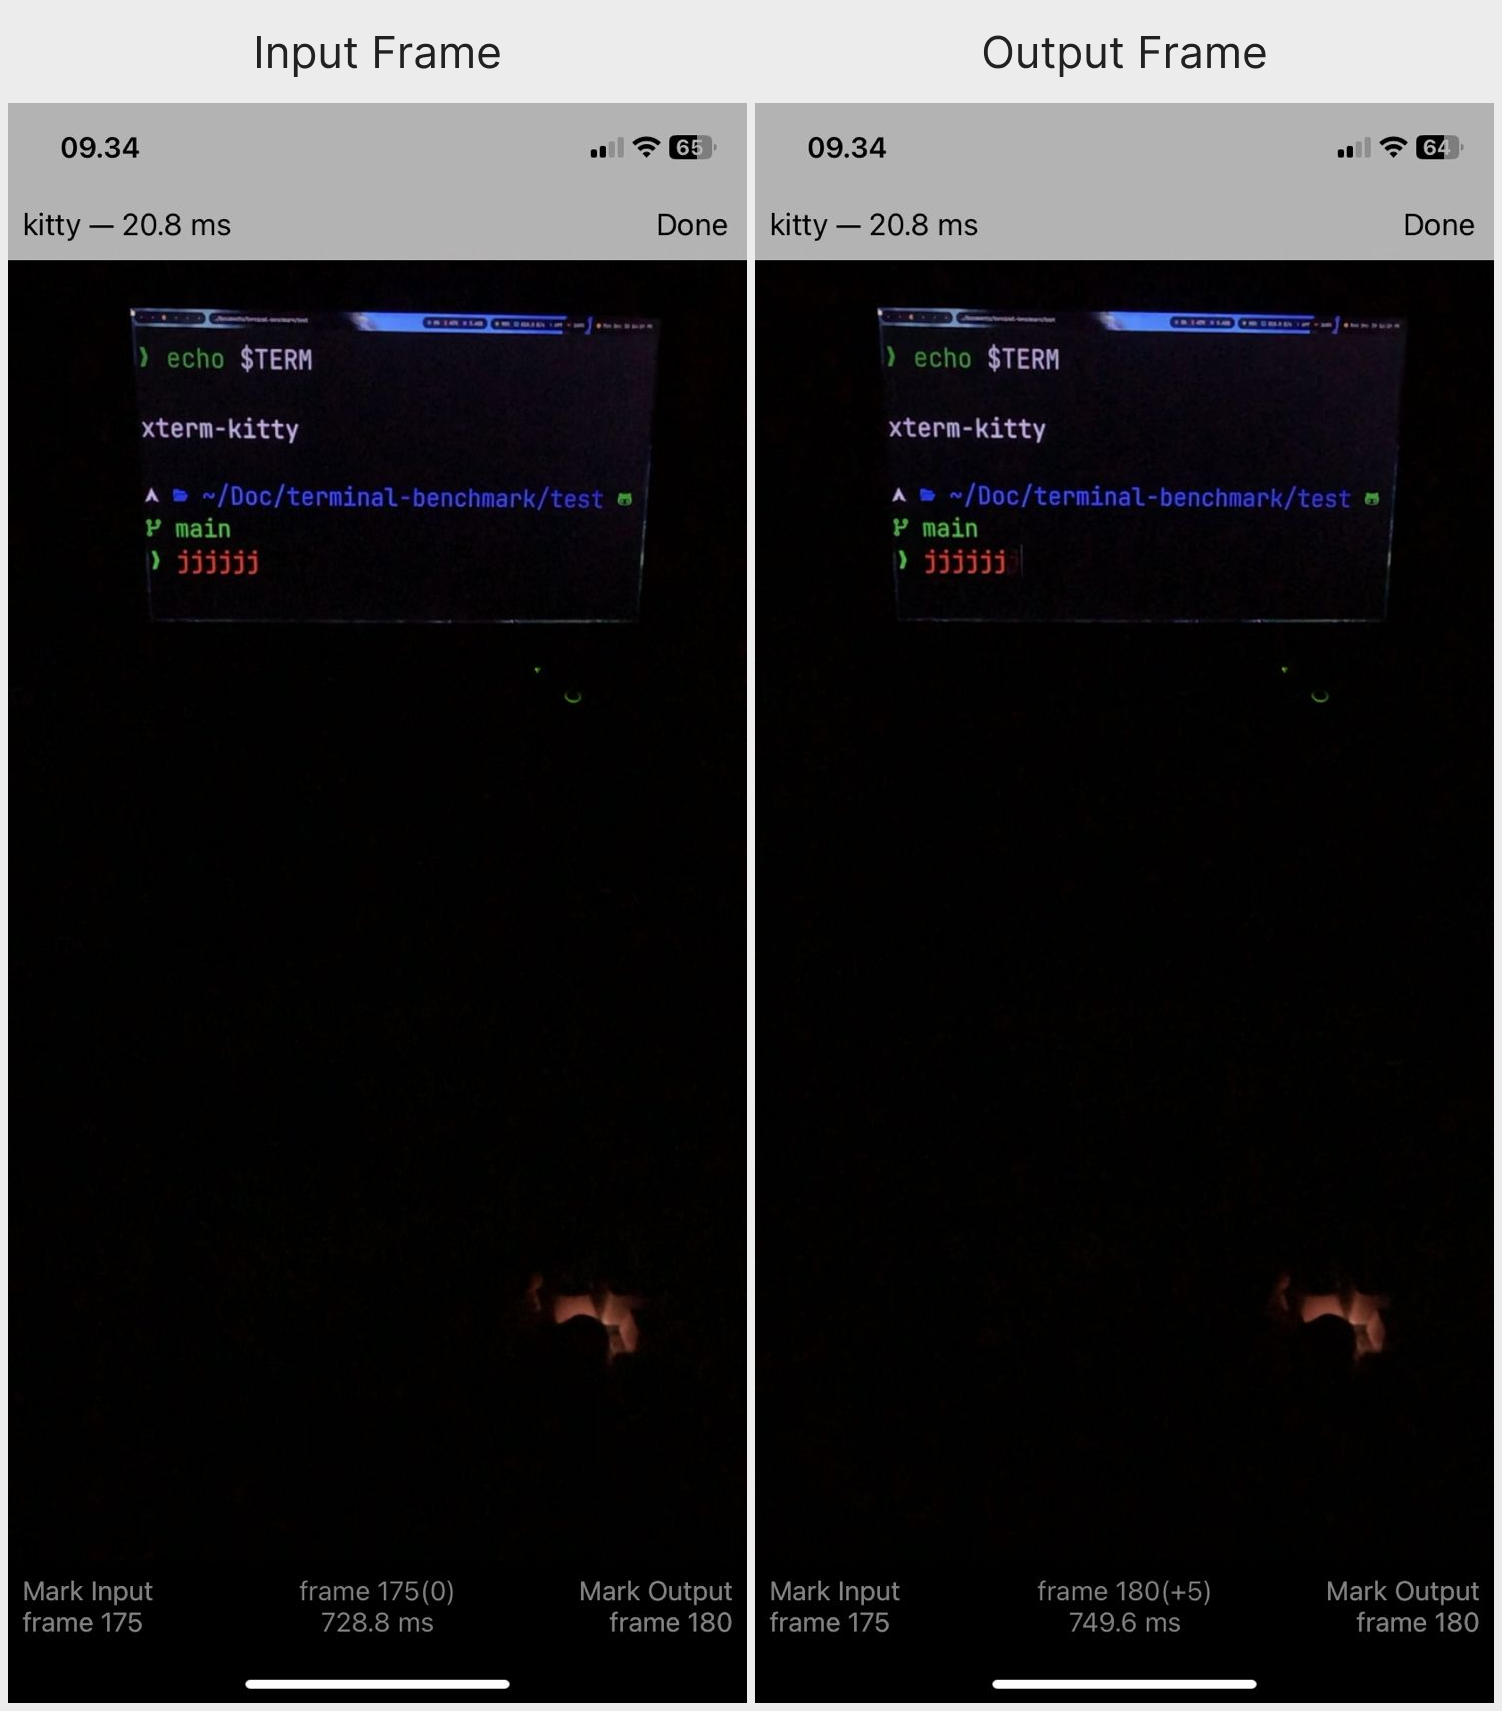 Input Frame
09.34
65
kitty — 20.8 ms
Done
❱ echo $TERM
xterm-kitty
~/Doc/terminal-benchmark/test
main
❱ jjjjjj
Mark Input
frame 175
frame 175(0)
728.8 ms
Mark Output
frame 180
Output Frame
09.34
64
kitty — 20.8 ms
Done
❱ echo $TERM
xterm-kitty
~/Doc/terminal-benchmark/test
main
❱ jjjjjj
Mark Input
frame 175
frame 180(+5)
749.6 ms
Mark Output
frame 180